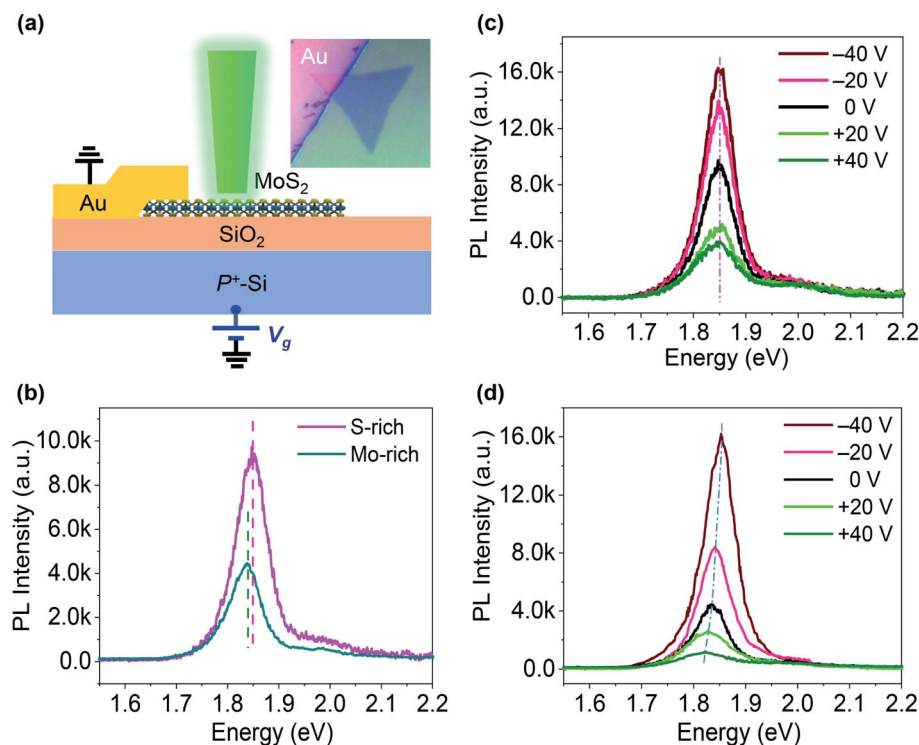 (a)
Au
MoS₂
Au
SiO₂
P⁺-Si
V_g
(b)
PL Intensity (a.u.)
10.0k
8.0k
6.0k
4.0k
2.0k
0.0
S-rich
Mo-rich
1.6 1.7 1.8 1.9 2.0 2.1 2.2
Energy (eV)
(c)
PL Intensity (a.u.)
16.0k
12.0k
8.0k
4.0k
0.0
–40 V
–20 V
0 V
+20 V
+40 V
1.6 1.7 1.8 1.9 2.0 2.1 2.2
Energy (eV)
(d)
PL Intensity (a.u.)
16.0k
12.0k
8.0k
4.0k
0.0
–40 V
–20 V
0 V
+20 V
+40 V
1.6 1.7 1.8 1.9 2.0 2.1 2.2
Energy (eV)